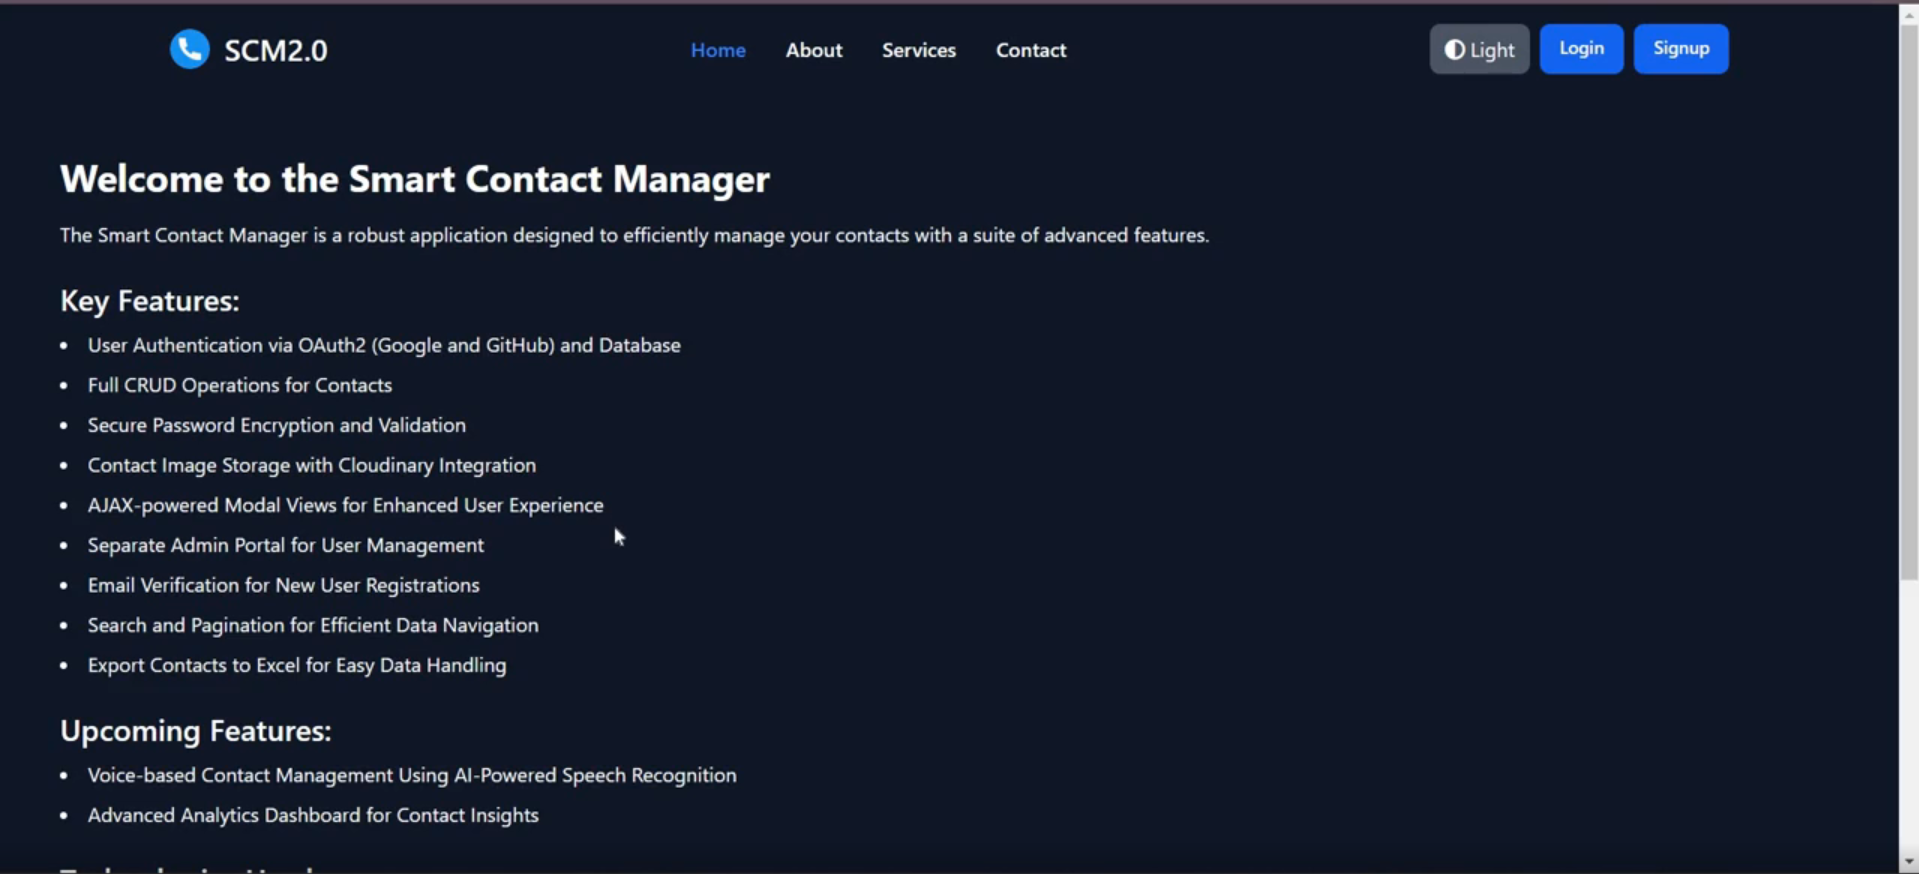 SCM2.0
Home
About
Services
Contact
Light
Login
Signup
Welcome to the Smart Contact Manager
The Smart Contact Manager is a robust application designed to efficiently manage your contacts with a suite of advanced features.
Key Features:
User Authentication via OAuth2 (Google and GitHub) and Database
Full CRUD Operations for Contacts
Secure Password Encryption and Validation
Contact Image Storage with Cloudinary Integration
AJAX-powered Modal Views for Enhanced User Experience
Separate Admin Portal for User Management
Email Verification for New User Registrations
Search and Pagination for Efficient Data Navigation
Export Contacts to Excel for Easy Data Handling
Upcoming Features:
Voice-based Contact Management Using AI-Powered Speech Recognition
Advanced Analytics Dashboard for Contact Insights